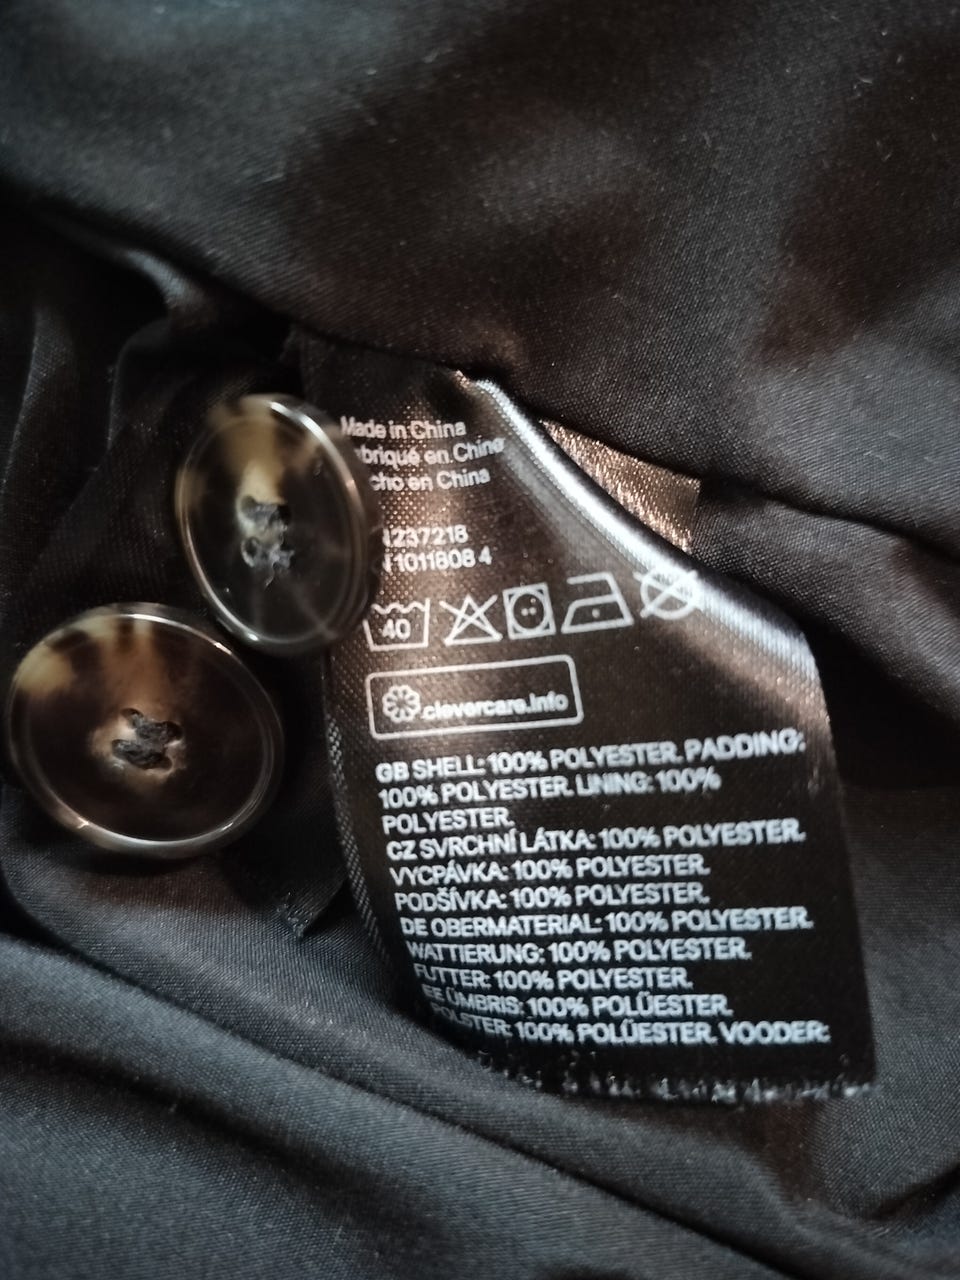 Made in China
briqué en Chine
cho en China
237218
1011808 4
40
clevercare.info
GB SHELL: 100% POLYESTER. PADDING:
100% POLYESTER. LINING: 100%
POLYESTER.
CZ SVRCHNÍ LÁTKA: 100% POLYESTER.
VYCPÁVKA: 100% POLYESTER.
PODŠÍVKA: 100% POLYESTER.
DE OBERMATERIAL: 100% POLYESTER.
WATTIERUNG: 100% POLYESTER.
FUTTER: 100% POLYESTER.
EE ÜMBRIS: 100% POLÜESTER.
POLSTER: 100% POLÜESTER. VOODER: